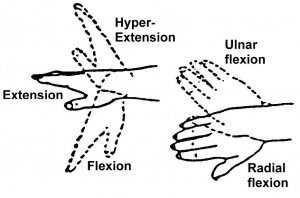 Hyper-
Extension
Extension
Flexion
Ulnar
flexion
Radial
flexion